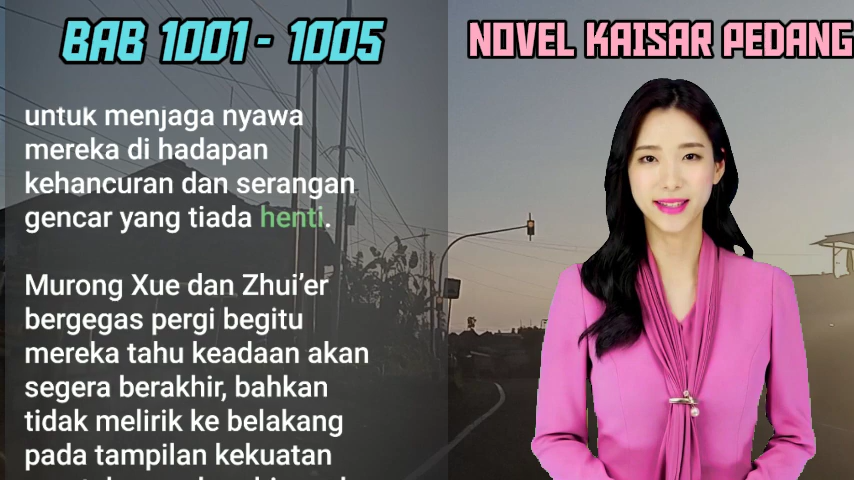 BAB 1001 - 1005
NOVEL KAISAR PEDANG
untuk menjaga nyawa
mereka di hadapan
kehancuran dan serangan
gencar yang tiada henti.
Murong Xue dan Zhui’er
bergegas pergi begitu
mereka tahu keadaan akan
segera berakhir, bahkan
tidak melirik ke belakang
pada tampilan kekuatan